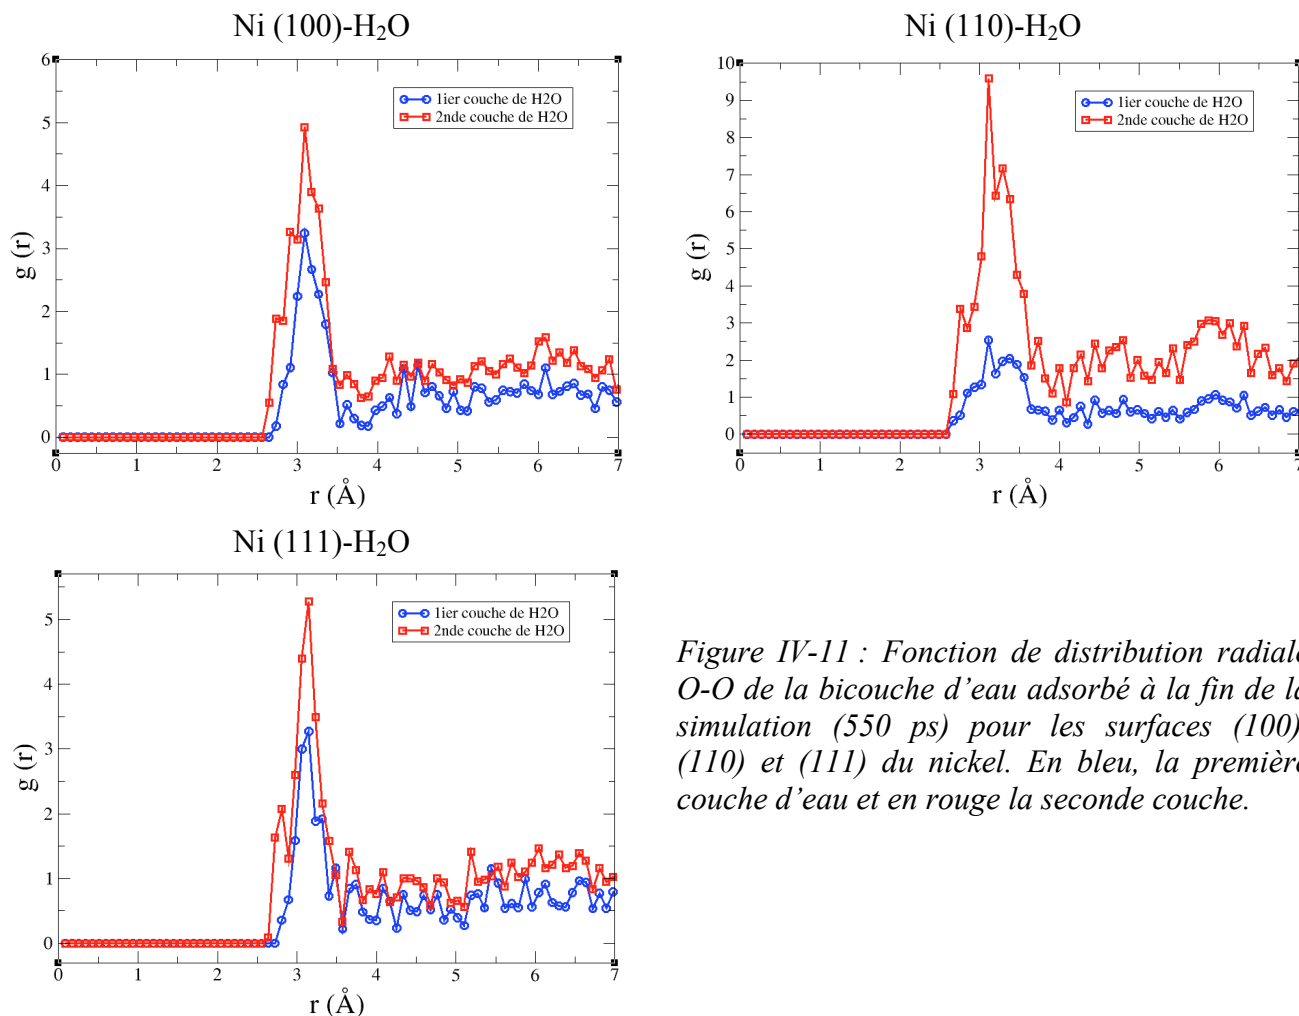 Ni (100)-H₂O
6
5
4
3
2
1
0
g (r)
1ier couche de H2O
2nde couche de H2O
0 1 2 3 4 5 6 7
r (Å)
Ni (110)-H₂O
10
9
8
7
6
5
4
3
2
1
0
g (r)
1ier couche de H2O
2nde couche de H2O
0 1 2 3 4 5 6 7
r (Å)
Ni (111)-H₂O
5
4
3
2
1
0
g (r)
1ier couche de H2O
2nde couche de H2O
0 1 2 3 4 5 6 7
r (Å)
Figure IV-11 : Fonction de distribution radiale
O-O de la bicouche d’eau adsorbé à la fin de la
simulation (550 ps) pour les surfaces (100)
(110) et (111) du nickel. En bleu, la première
couche d’eau et en rouge la seconde couche.